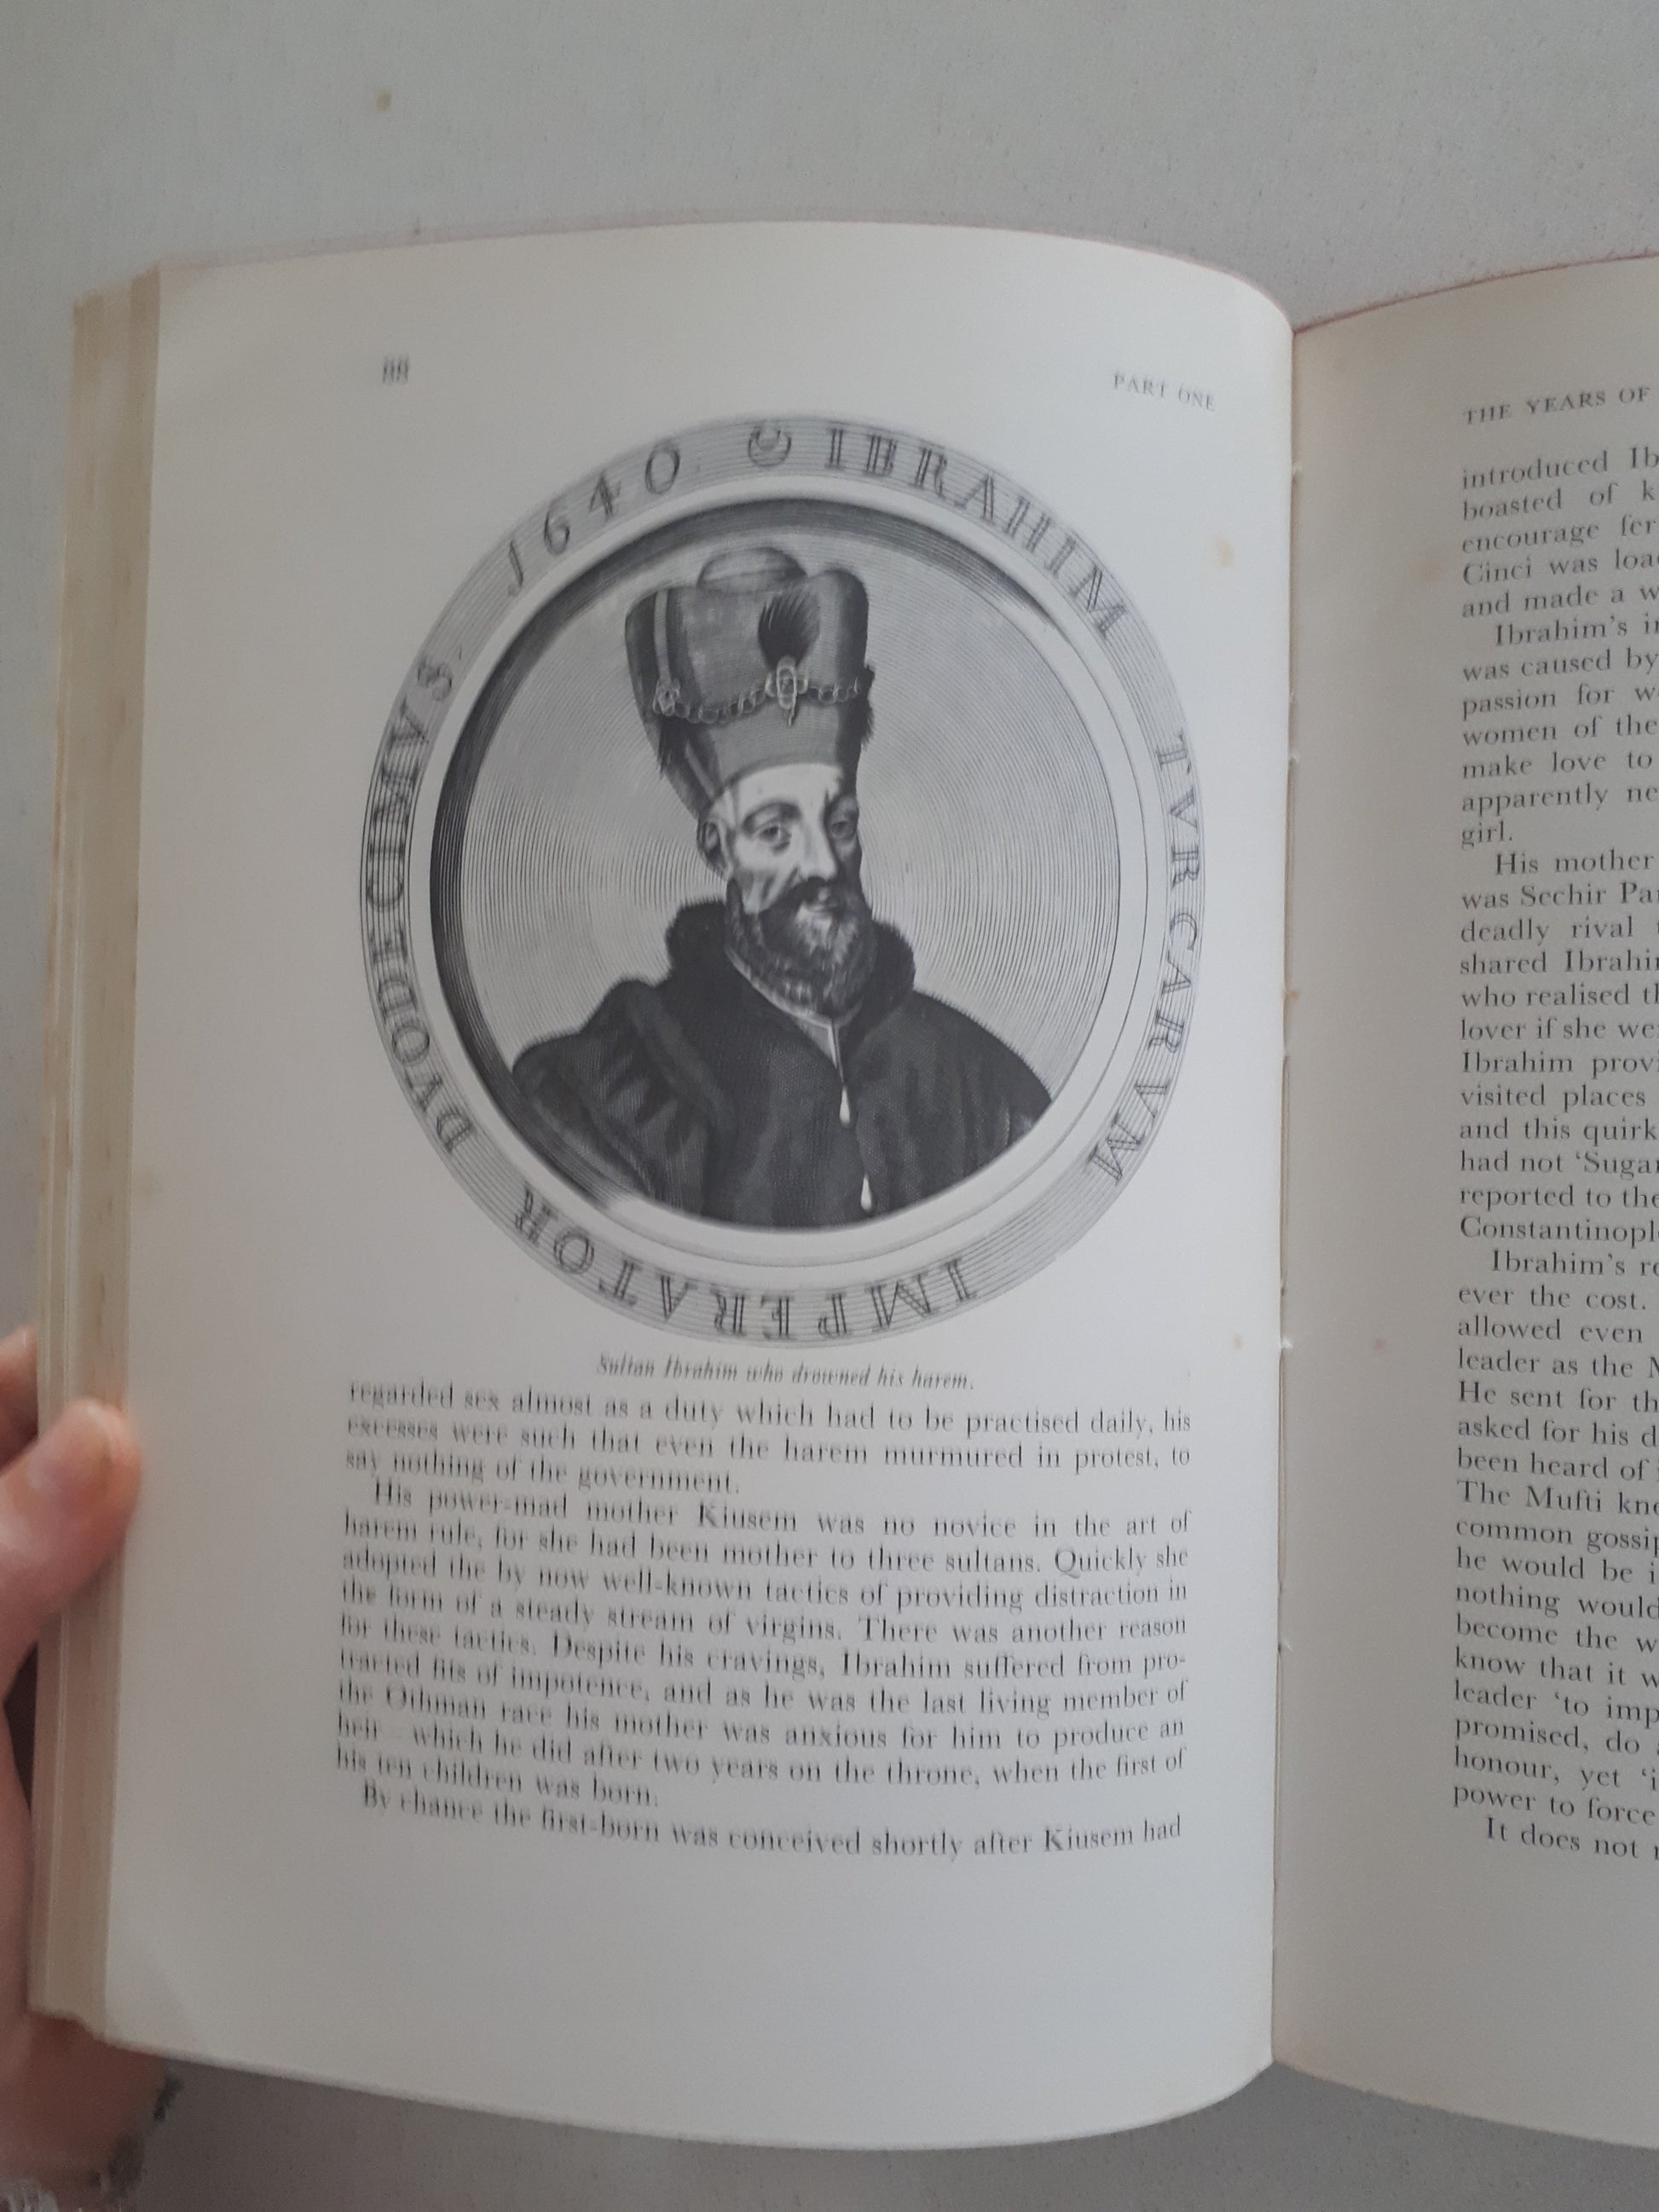 88
PART ONE
1640 IBRAHIM TVRCARVM IMPERATOR DVODECIMVS.
Sultan Ibrahim who drowned his harem.
regarded sex almost as a duty which had to be practised daily, his
excesses were such that even the harem murmured in protest, to
say nothing of the government.
His power-mad mother Kiusem was no novice in the art of
harem rule, for she had been mother to three sultans. Quickly she
adopted the by now well-known tactics of providing distraction in
the form of a steady stream of virgins. There was another reason
for these tactics. Despite his cravings, Ibrahim suffered from pro-
tracted fits of impotence, and as he was the last living member of
the Othman race his mother was anxious for him to produce an
heir – which he did after two years on the throne, when the first of
his ten children was born.
By chance the first-born was conceived shortly after Kiusem had
THE YEARS OF
introduced Ib
boasted of k
encourage fer
Cinci was loa
and made a w
Ibrahim's in
was caused by
passion for w
women of the
make love to
apparently ne
girl.
His mother
was Sechir Pa
deadly rival
shared Ibrahi
who realised th
lover if she we
Ibrahim provi
visited places
and this quirk
had not 'Sugar
reported to the
Constantinopl
Ibrahim's re
ever the cost.
allowed even
leader as the M
He sent for th
asked for his d
been heard of
The Mufti kne
common gossip
he would be i
nothing would
become the w
know that it w
leader 'to imp
promised, do
honour, yet 'i
power to force
It does not